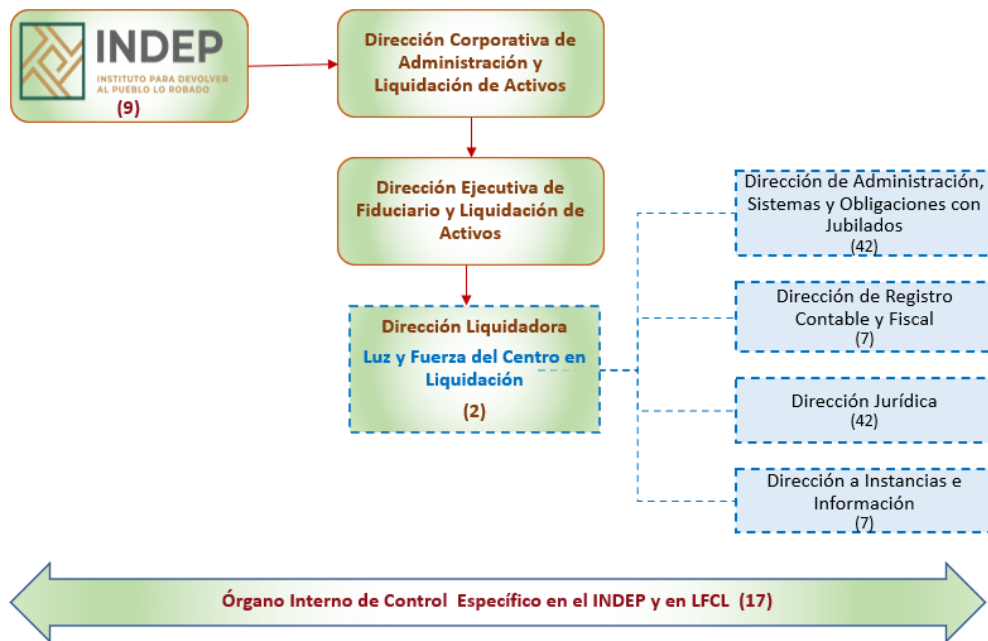 INDEP
INSTITUTO PARA DEVOLVER
AL PUEBLO LO ROBADO
(9)
Dirección Corporativa de
Administración y
Liquidación de Activos
Dirección Ejecutiva de
Fiduciario y Liquidación de
Activos
Dirección Liquidadora
Luz y Fuerza del Centro en
Liquidación
(2)
Dirección de Administración,
Sistemas y Obligaciones con
Jubilados
(42)
Dirección de Registro
Contable y Fiscal
(7)
Dirección Jurídica
(42)
Dirección a Instancias e
Información
(7)
Órgano Interno de Control Específico en el INDEP y en LFCL (17)